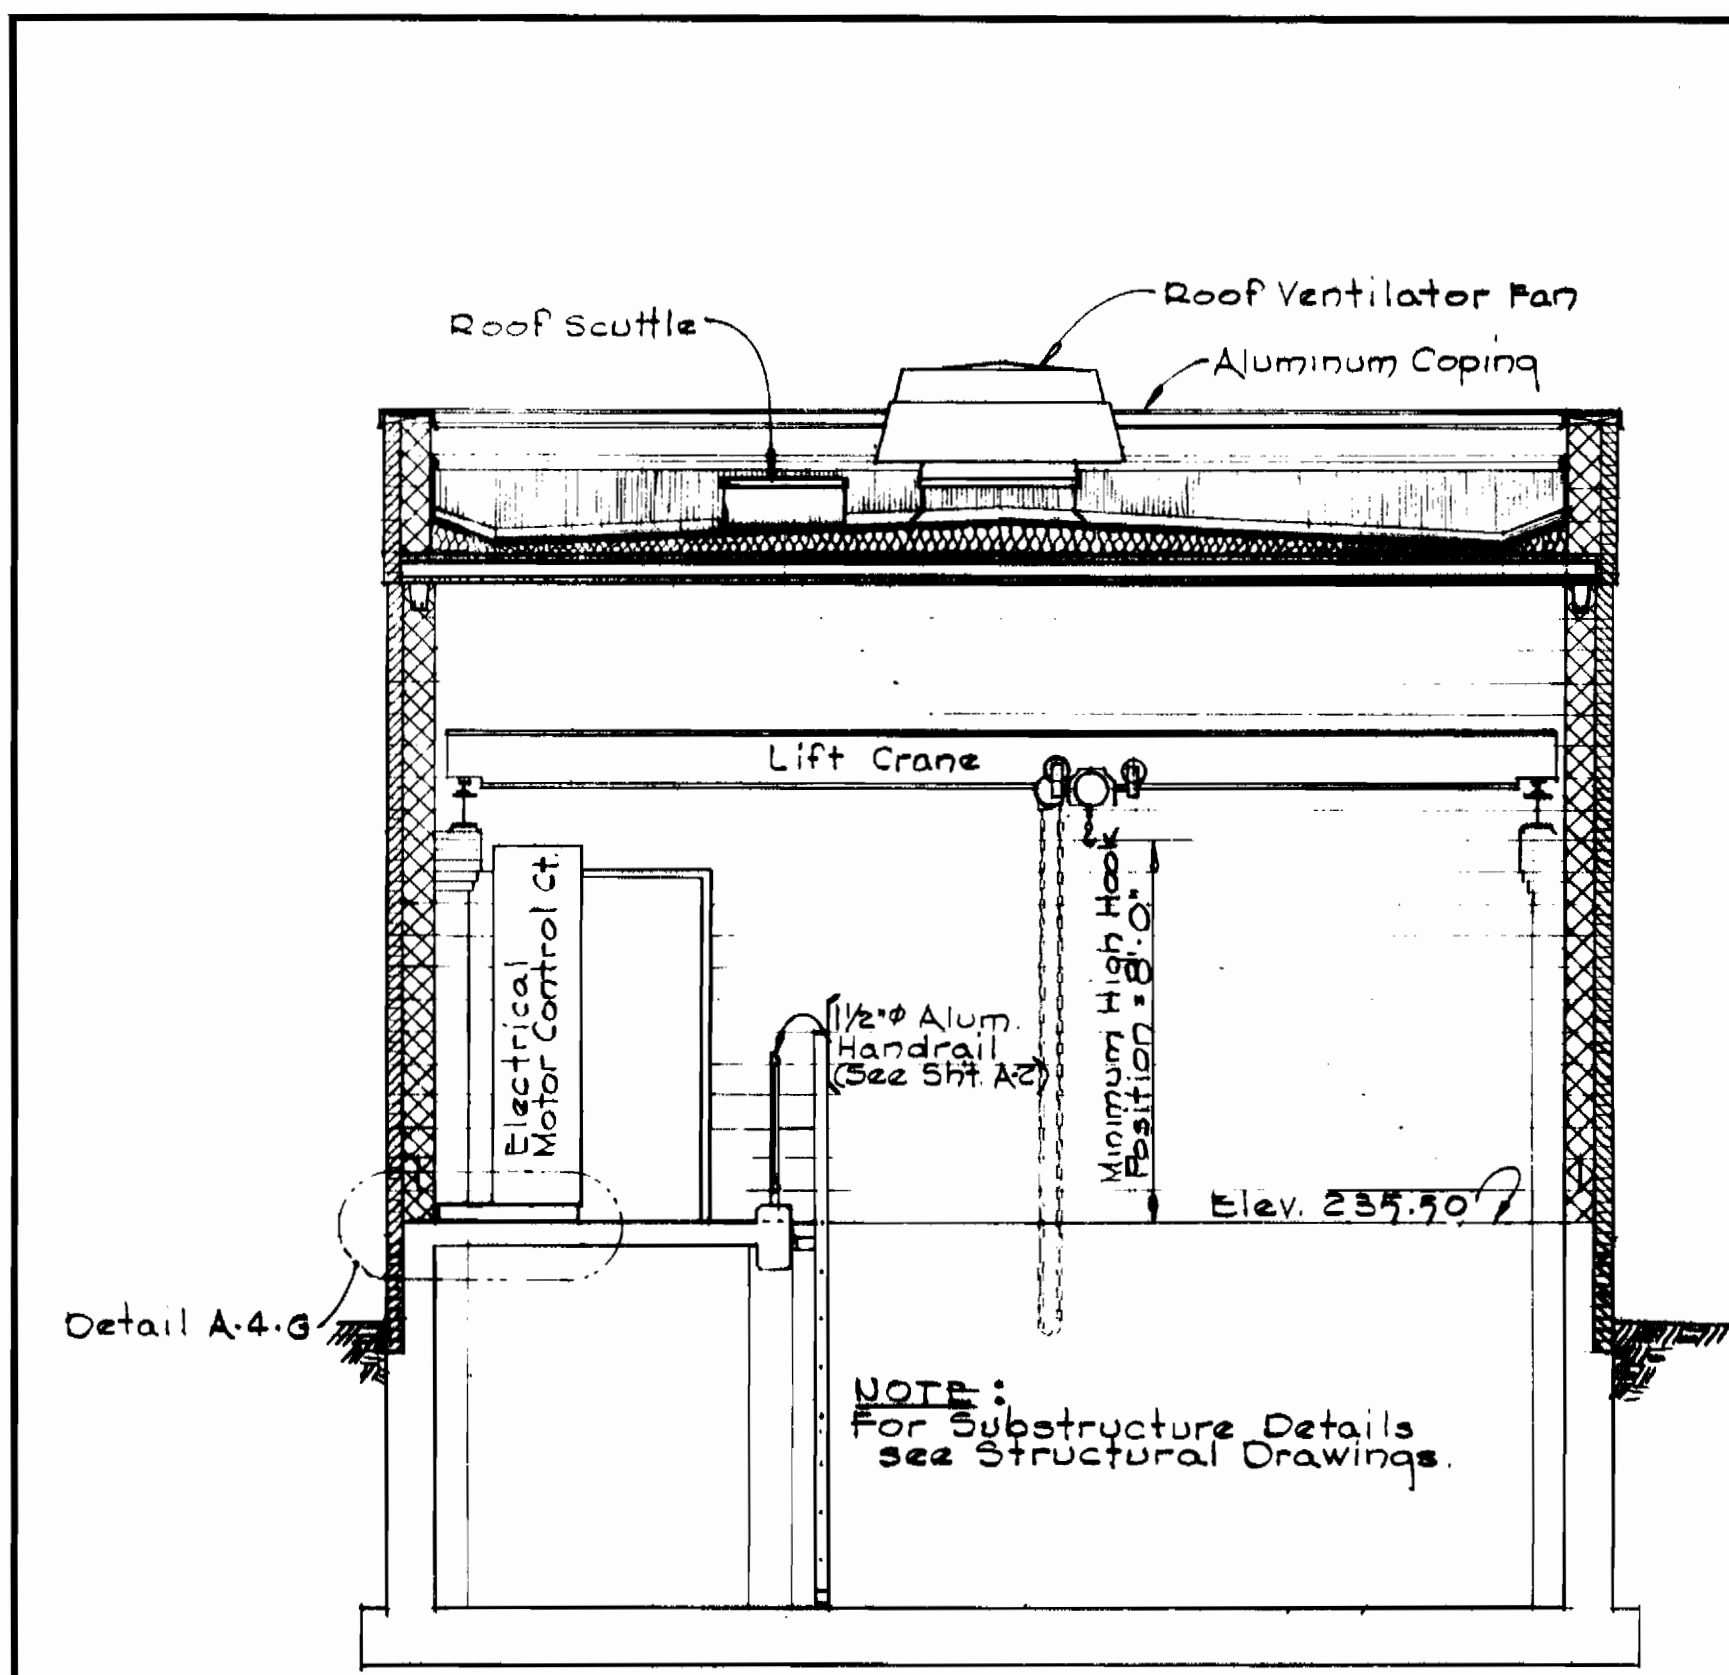 Roof Ventilator Fan
Roof Scuttle
Aluminum Coping
Lift Crane
Electrical
Motor Control Ct.
Minimum High Hook
Position = 8'-0"
1½"φ Alum.
Handrail
(See Sht. A-2)
Elev. 235.50
Detail A-4-G
NOTE:
For Substructure Details
see Structural Drawings.